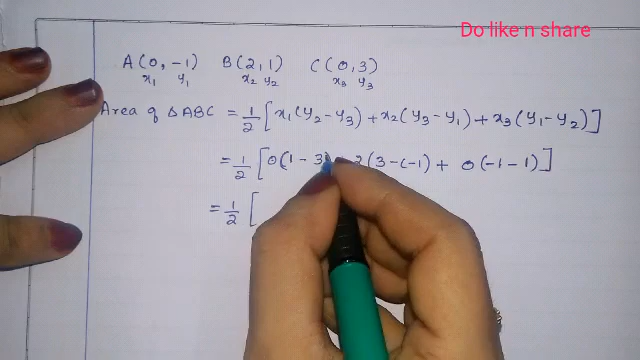 Do like n share
A(0,-1) B(2,1) C(0,3)
x₁ y₁ x₂ y₂ x₃ y₃
Area of △ABC = 1/2 [x₁(y₂-y₃)+x₂(y₃-y₁)+x₃(y₁-y₂)]
= 1/2 [0(1-3) 2(3-(-1)+ 0(-1-1)]
= 1/2 [